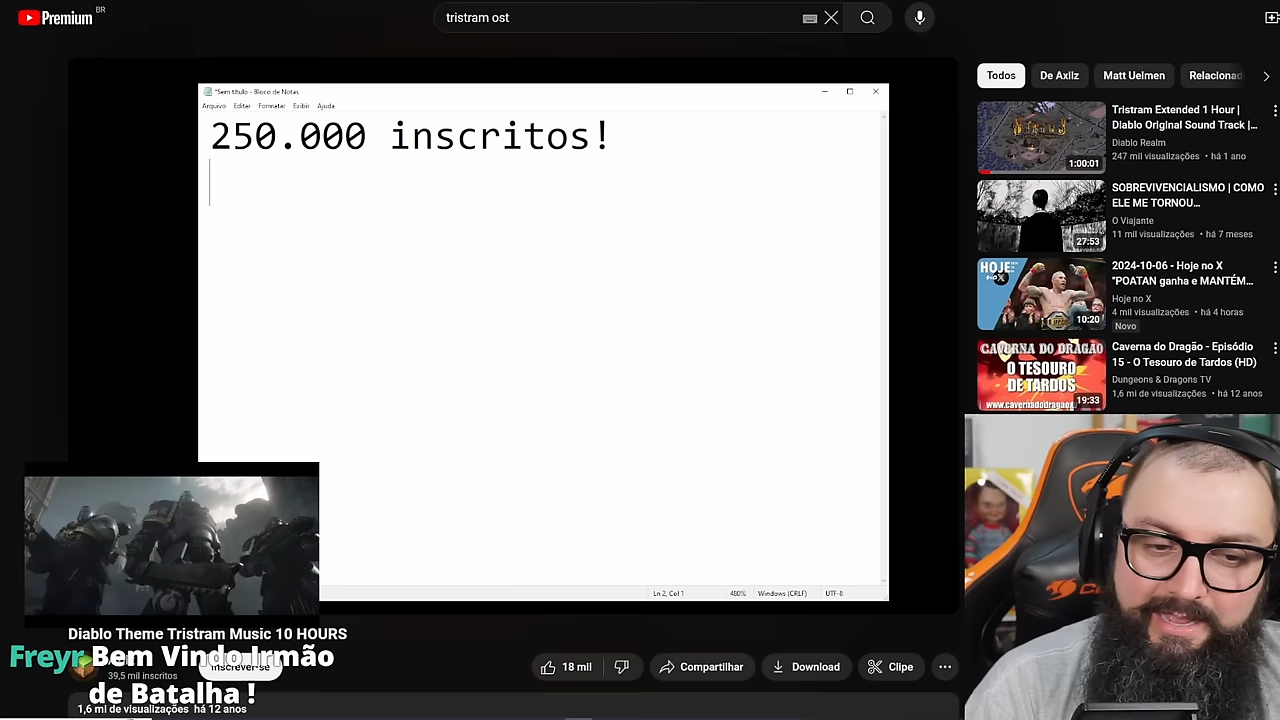 Premium BR
tristram ost
*Sem título - Bloco de Notas
Arquivo Editar Formatar Exibir Ajuda
250.000 inscritos!
Ln 2, Col 1 480% Windows (CRLF) UTF-8
Todos De Axilz Matt Uelmen Relacionad
Tristram Extended 1 Hour |
Diablo Original Sound Track |...
Diablo Realm
247 mil visualizações • há 1 ano
1:00:01
SOBREVIVENCIALISMO | COMO
ELE ME TORNOU...
O Viajante
11 mil visualizações • há 7 meses
27:53
HOJE
no X
2024-10-06 - Hoje no X
"POATAN ganha e MANTÉM...
Hoje no X
4 mil visualizações • há 4 horas
Novo
10:20
CAVERNA DO DRAGÃO
O TESOURO
DE TARDOS
19:33
Caverna do Dragão - Episódio
15 - O Tesouro de Tardos (HD)
Dungeons & Dragons TV
1,6 mi de visualizações • há 12 anos
Diablo Theme Tristram Music 10 HOURS
Freyr Bem Vindo Irmão
de Batalha !
Inscrever-se
39,5 mil inscritos
18 mil Compartilhar Download Clipe
1,6 mi de visualizações há 12 anos